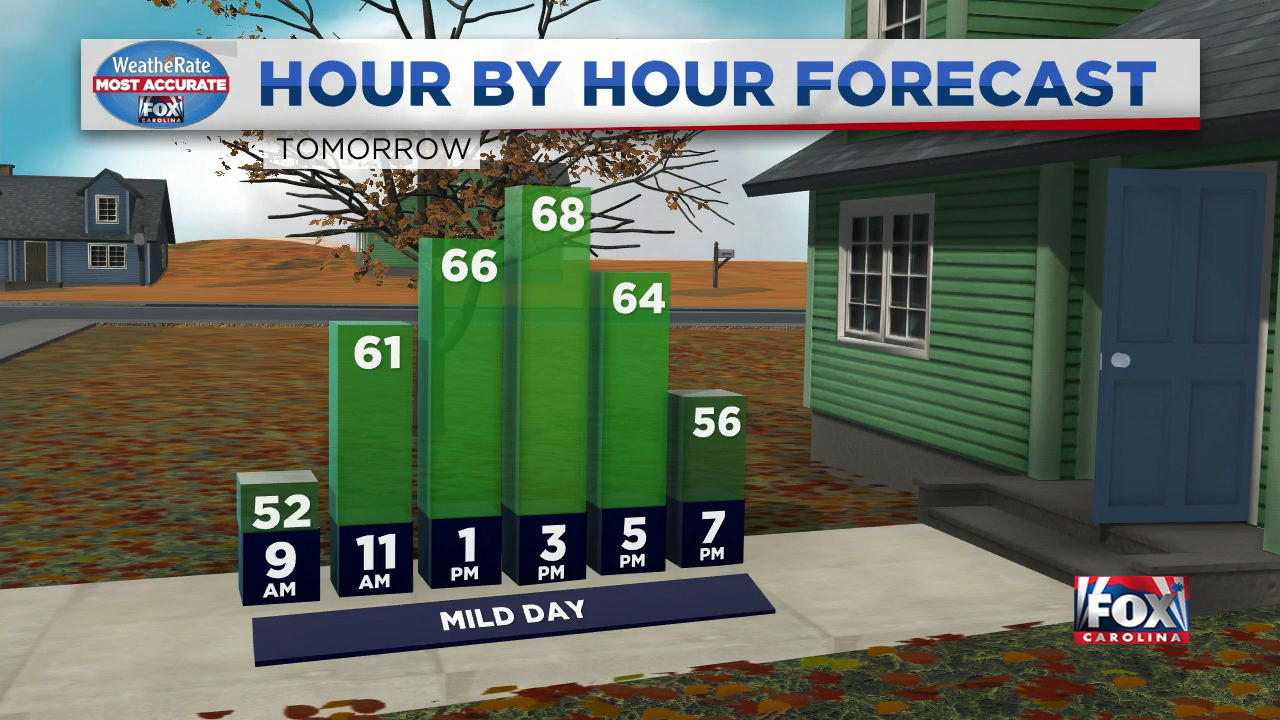 WeatheRate
MOST ACCURATE
FOX
CAROLINA
HOUR BY HOUR FORECAST
TOMORROW
52
61
66
68
64
56
9
AM
11
AM
1
PM
3
PM
5
PM
7
PM
MILD DAY
FOX
CAROLINA